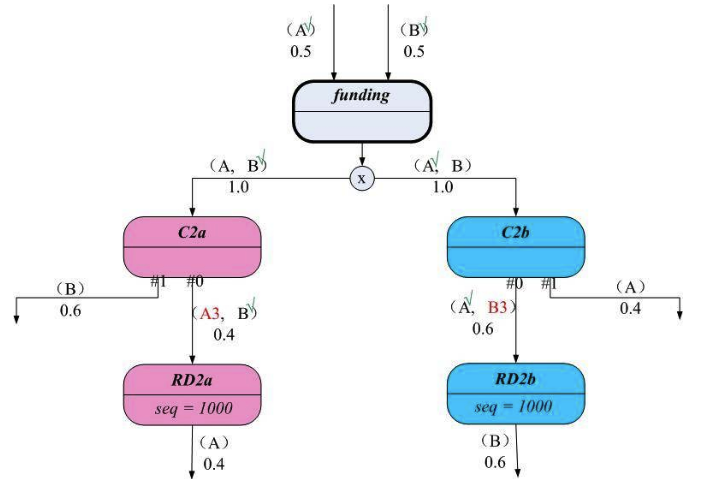 （A√） （B√）
0.5 0.5
funding
（A, B√） x （A√, B）
1.0 1.0
C2a C2b
#1 #0 #0 #1
（B） （A）
0.6 0.4
（A3, B√） （A√, B3）
0.4 0.6
RD2a RD2b
seq = 1000 seq = 1000
（A） （B）
0.4 0.6